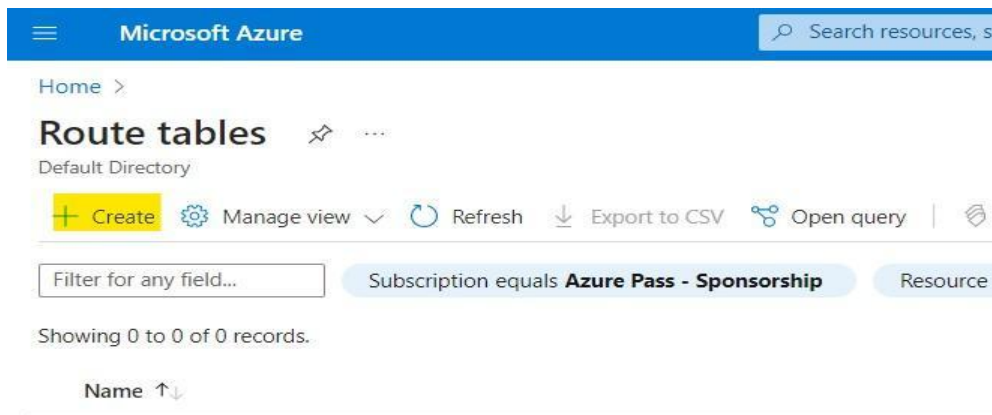 Microsoft Azure Search resources, s
Home >
Route tables ...
Default Directory
+ Create Manage view Refresh Export to CSV Open query |
Filter for any field... Subscription equals Azure Pass - Sponsorship Resource
Showing 0 to 0 of 0 records.
Name ↑↓